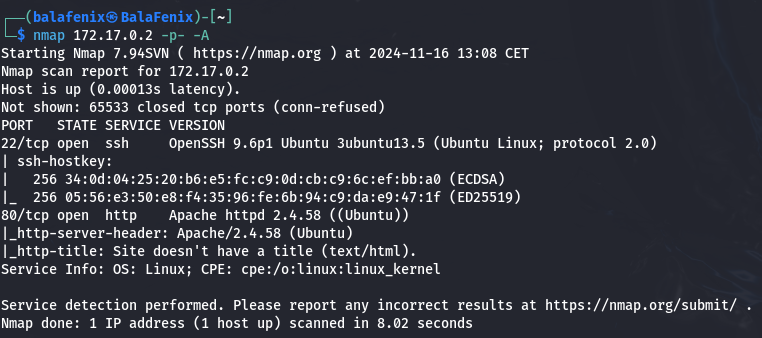 ┌──(balafenix㉿BalaFenix)-[~]
└─$ nmap 172.17.0.2 -p- -A
Starting Nmap 7.94SVN ( https://nmap.org ) at 2024-11-16 13:08 CET
Nmap scan report for 172.17.0.2
Host is up (0.00013s latency).
Not shown: 65533 closed tcp ports (conn-refused)
PORT   STATE SERVICE VERSION
22/tcp open  ssh     OpenSSH 9.6p1 Ubuntu 3ubuntu13.5 (Ubuntu Linux; protocol 2.0)
| ssh-hostkey:
|   256 34:0d:04:25:20:b6:e5:fc:c9:0d:cb:c9:6c:ef:bb:a0 (ECDSA)
|_  256 05:56:e3:50:e8:f4:35:96:fe:6b:94:c9:da:e9:47:1f (ED25519)
80/tcp open  http    Apache httpd 2.4.58 ((Ubuntu))
|_http-server-header: Apache/2.4.58 (Ubuntu)
|_http-title: Site doesn't have a title (text/html).
Service Info: OS: Linux; CPE: cpe:/o:linux:linux_kernel

Service detection performed. Please report any incorrect results at https://nmap.org/submit/ .
Nmap done: 1 IP address (1 host up) scanned in 8.02 seconds